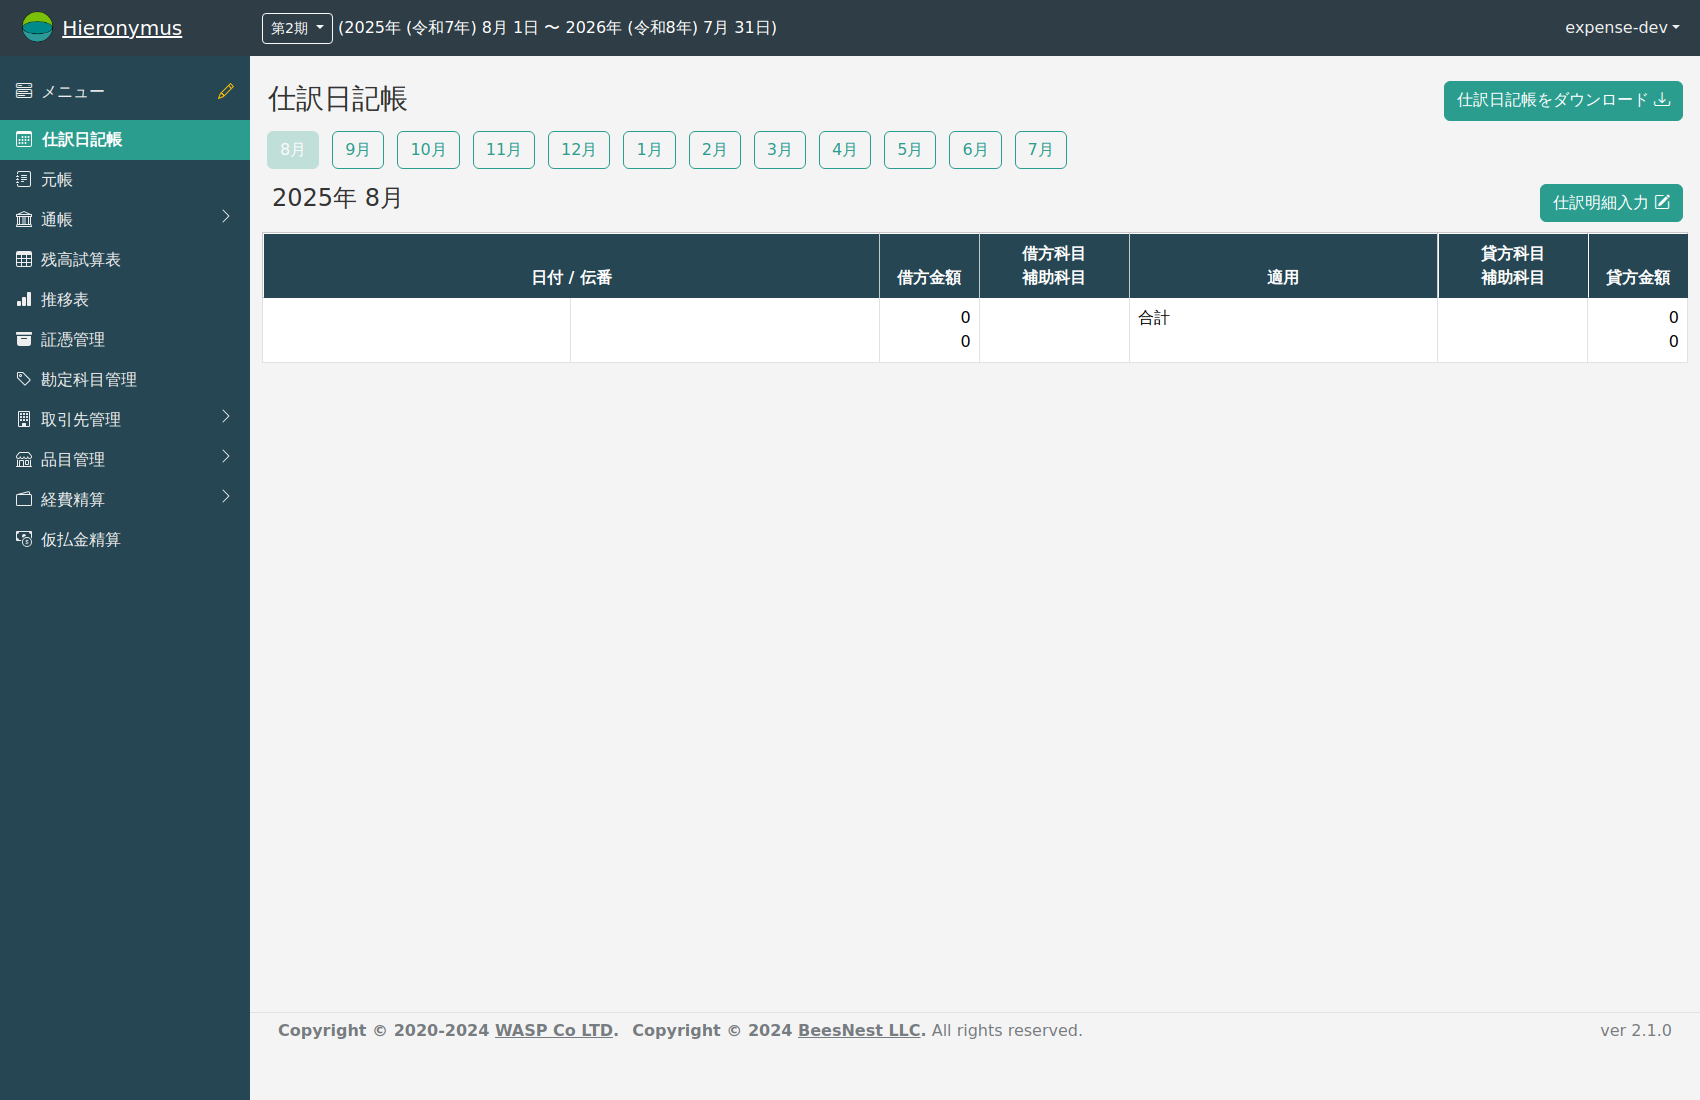 Hieronymus
第2期 (2025年 (令和7年) 8月 1日 〜 2026年 (令和8年) 7月 31日)
expense-dev
メニュー
仕訳日記帳
元帳
通帳
残高試算表
推移表
証憑管理
勘定科目管理
取引先管理
品目管理
経費精算
仮払金精算
仕訳日記帳
仕訳日記帳をダウンロード
8月 9月 10月 11月 12月 1月 2月 3月 4月 5月 6月 7月
2025年 8月
仕訳明細入力
日付 / 伝番 借方金額 借方科目 補助科目 適用 貸方科目 補助科目 貸方金額
0 合計 0
0 0
Copyright © 2020-2024 WASP Co LTD. Copyright © 2024 BeesNest LLC. All rights reserved.
ver 2.1.0